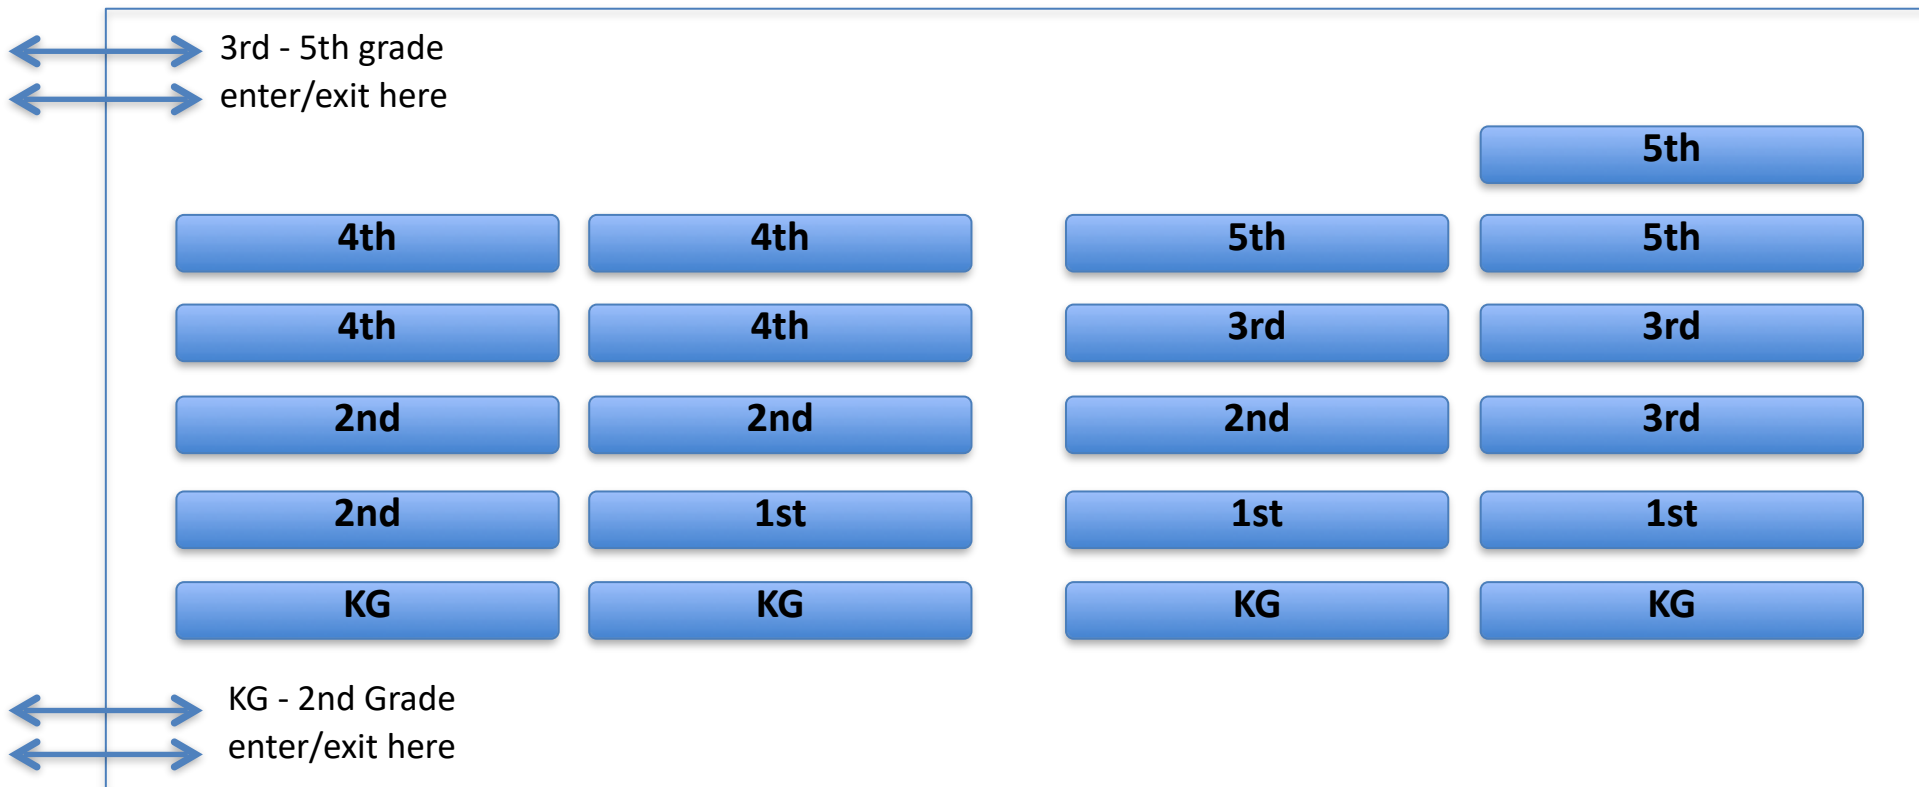 3rd - 5th grade
enter/exit here
5th
4th 4th 5th 5th
4th 4th 3rd 3rd
2nd 2nd 2nd 3rd
2nd 1st 1st 1st
KG KG KG KG
KG - 2nd Grade
enter/exit here